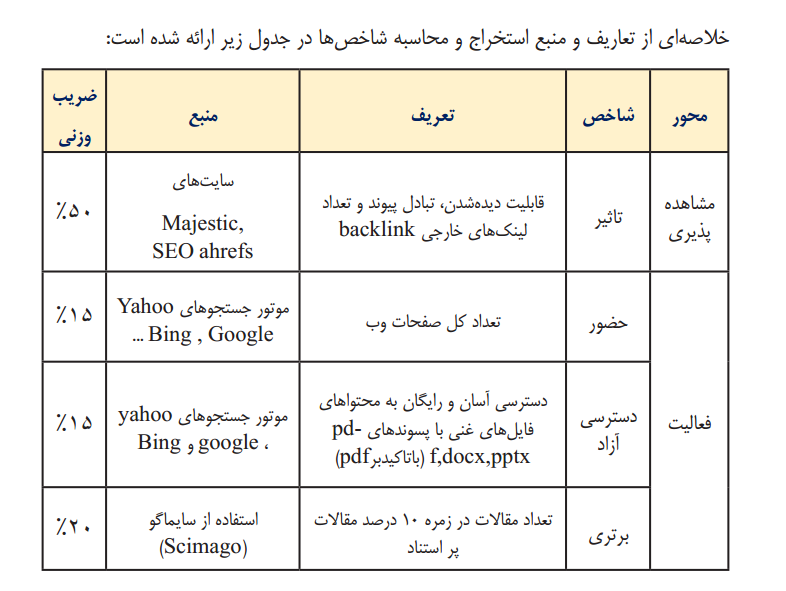 خلاصه‌ای از تعاریف و منبع استخراج و محاسبه شاخص‌ها در جدول زیر ارائه شده است:
محور
شاخص
تعریف
منبع
ضریب
وزنی
مشاهده
پذیری
تاثیر
قابلیت دیده‌شدن، تبادل پیوند و تعداد
لینک‌های خارجی backlink
سایت‌های
Majestic,
SEO ahrefs
٪۵۰
فعالیت
حضور
تعداد کل صفحات وب
موتور جستجوهای Yahoo
Bing , Google ...
٪۱۵
دسترسی
آزاد
دسترسی آسان و رایگان به محتواهای
فایل‌های غنی با پسوندهای pd-
f,docx,pptx (باتاکیدبرpdf)
موتور جستجوهای yahoo
، google و Bing
٪۱۵
برتری
تعداد مقالات در زمره ۱۰ درصد مقالات
پر استناد
استفاده از سایماگو
(Scimago)
٪۲۰